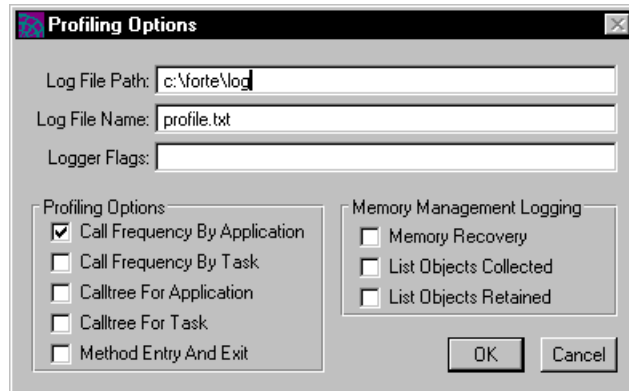 Profiling Options
Log File Path: c:\forte\log
Log File Name: profile.txt
Logger Flags:
Profiling Options
Call Frequency By Application
Call Frequency By Task
Calltree For Application
Calltree For Task
Method Entry And Exit
Memory Management Logging
Memory Recovery
List Objects Collected
List Objects Retained
OK Cancel